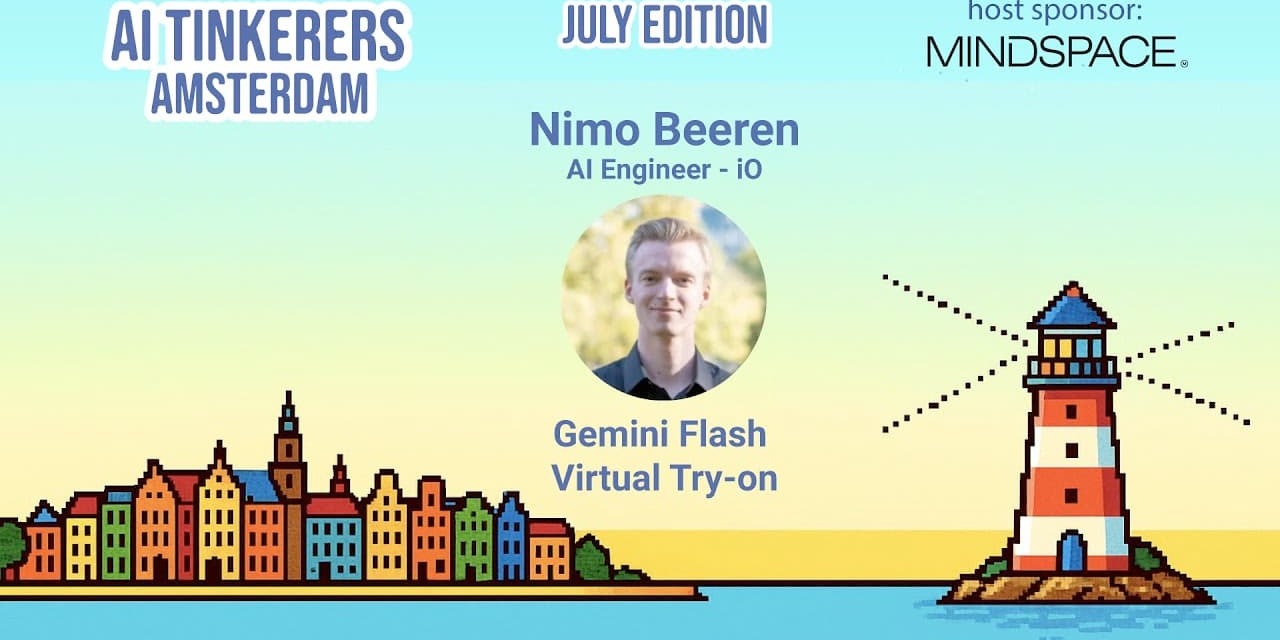 AI TINKERERS
AMSTERDAM
JULY EDITION
host sponsor:
MINDSPACE®
Nimo Beeren
AI Engineer - iO
Gemini Flash
Virtual Try-on